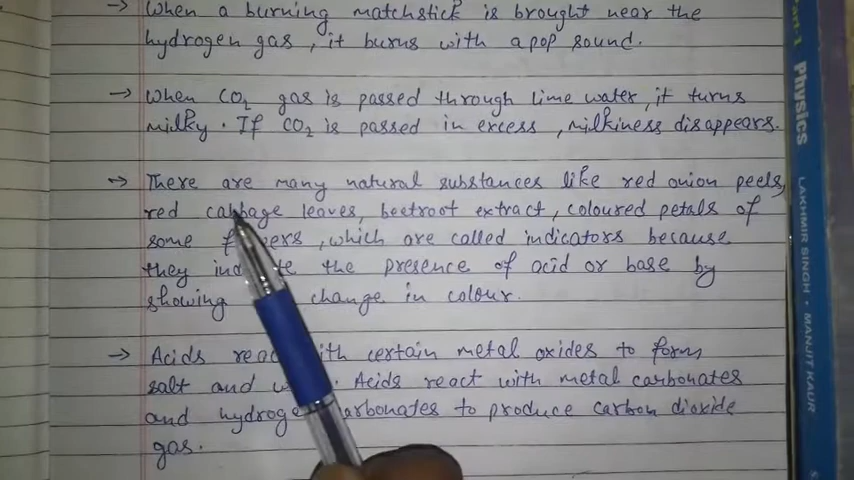 -> When a burning matchstick is brought near the
hydrogen gas, it burns with a pop sound.
-> When CO2 gas is passed through lime water, it turns
milky. If CO2 is passed in excess, milkiness disappears.
-> There are many natural substances like red onion peels,
red cabbage leaves, beetroot extract, coloured petals of
some, which are called indicators because
they the presence of acid or base by
showing change in colour.
-> Acids with certain metal oxides to form
salt and. Acids react with metal carbonates
and to produce carbon dioxide
gas.
Part-1
Physics
LAKHMIR SINGH • MANJIT KAUR